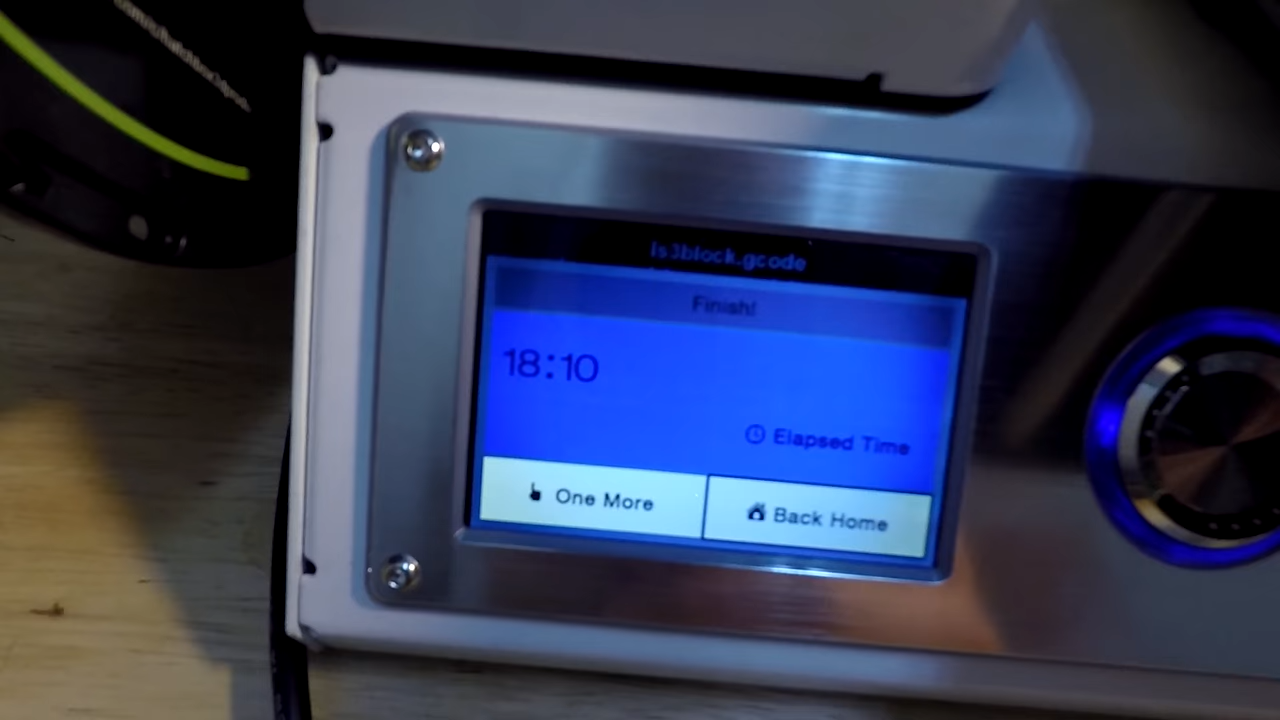 ls3block.gcode
Finish!
18:10
Elapsed Time
One More
Back Home